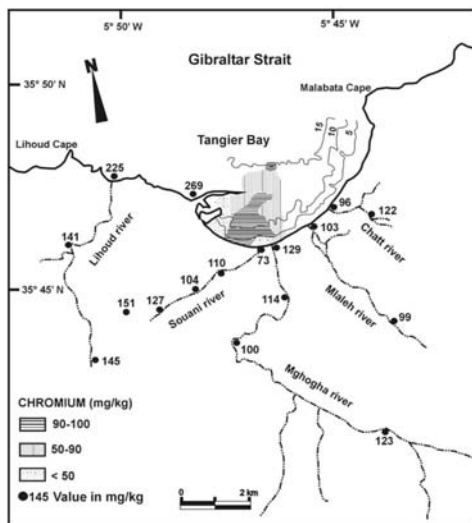 5° 50' W
5° 45' W
N
Gibraltar Strait
35° 50' N
Malabata Cape
15
10
5
Lihoud Cape
Tangier Bay
225
269
96
122
141
Lihoud river
103
Chatt river
129
73
110
35° 45' N
104
114
Mlaleh river
151
127
Souani river
99
100
145
Mghogha river
CHROMIUM (mg/kg)
90-100
123
50-90
< 50
145 Value in mg/kg
0 2 km